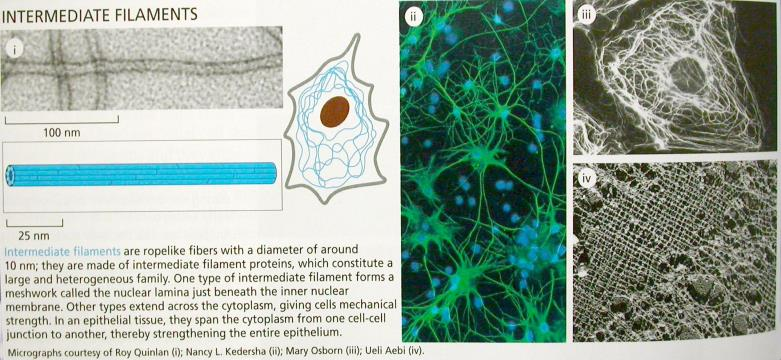 INTERMEDIATE FILAMENTS
i
100 nm
25 nm
ii
iii
iv
Intermediate filaments are ropelike fibers with a diameter of around
10 nm; they are made of intermediate filament proteins, which constitute a
large and heterogeneous family. One type of intermediate filament forms a
meshwork called the nuclear lamina just beneath the inner nuclear
membrane. Other types extend across the cytoplasm, giving cells mechanical
strength. In an epithelial tissue, they span the cytoplasm from one cell-cell
junction to another, thereby strengthening the entire epithelium.
Micrographs courtesy of Roy Quinlan (i); Nancy L. Kedersha (ii); Mary Osborn (iii); Ueli Aebi (iv).